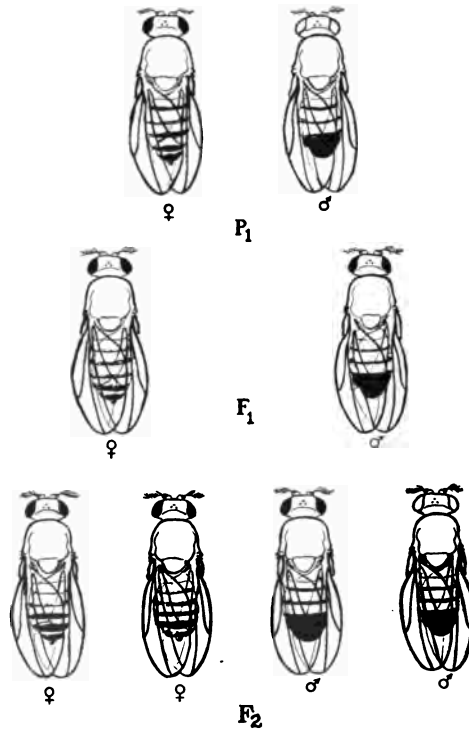 ♀ ♂
P1
♀ ♂
F1
♀ ♀ ♂ ♂
F2